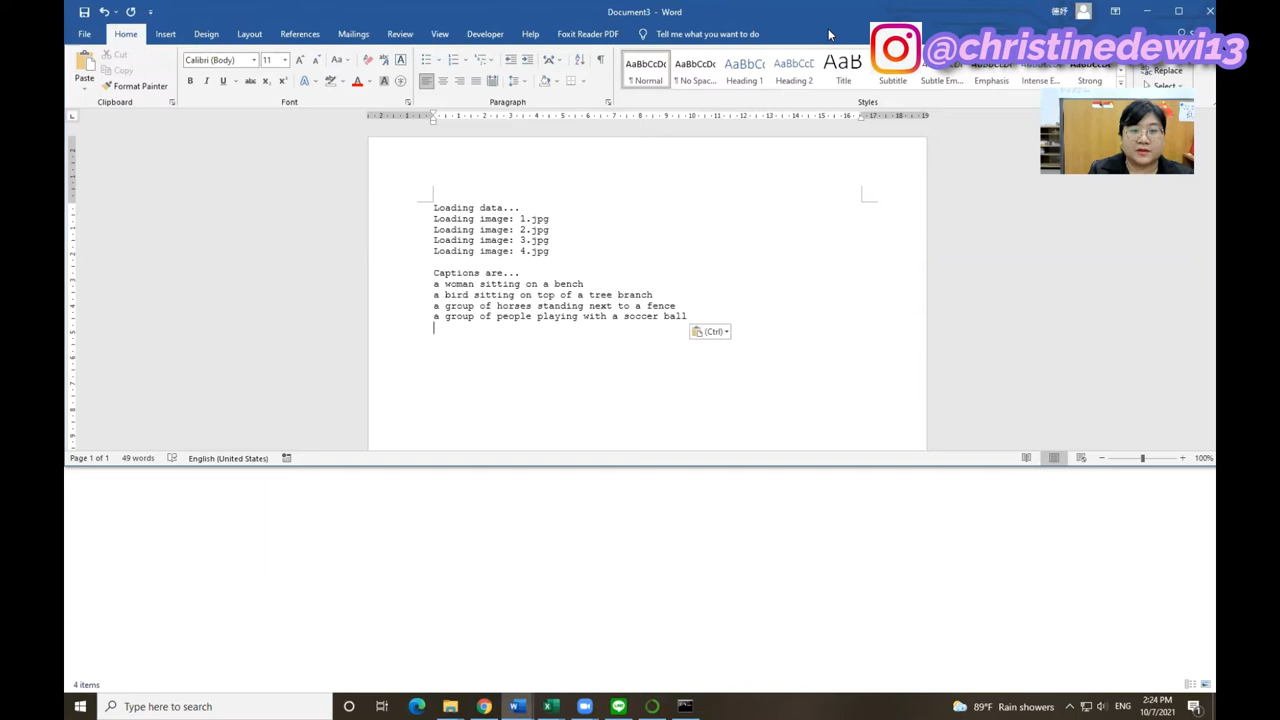 Document3 - Word
德妤
@christinedewi13
File Home Insert Design Layout References Mailings Review View Developer Help Foxit Reader PDF Tell me what you want to do
Paste
Cut
Copy
Format Painter
Calibri (Body) 11
AaBbCcDc AaBbCcDc AaBbCc AaBbCcC AaB
¶ Normal ¶ No Spac... Heading 1 Heading 2 Title Subtitle Subtle Em... Emphasis Intense E... Strong
Replace
Select
Clipboard Font Paragraph Styles
Loading data...
Loading image: 1.jpg
Loading image: 2.jpg
Loading image: 3.jpg
Loading image: 4.jpg
Captions are...
a woman sitting on a bench
a bird sitting on top of a tree branch
a group of horses standing next to a fence
a group of people playing with a soccer ball
(Ctrl)
Page 1 of 1 49 words English (United States) 100%
4 items
Type here to search
89°F Rain showers ENG
2:24 PM
10/7/2021